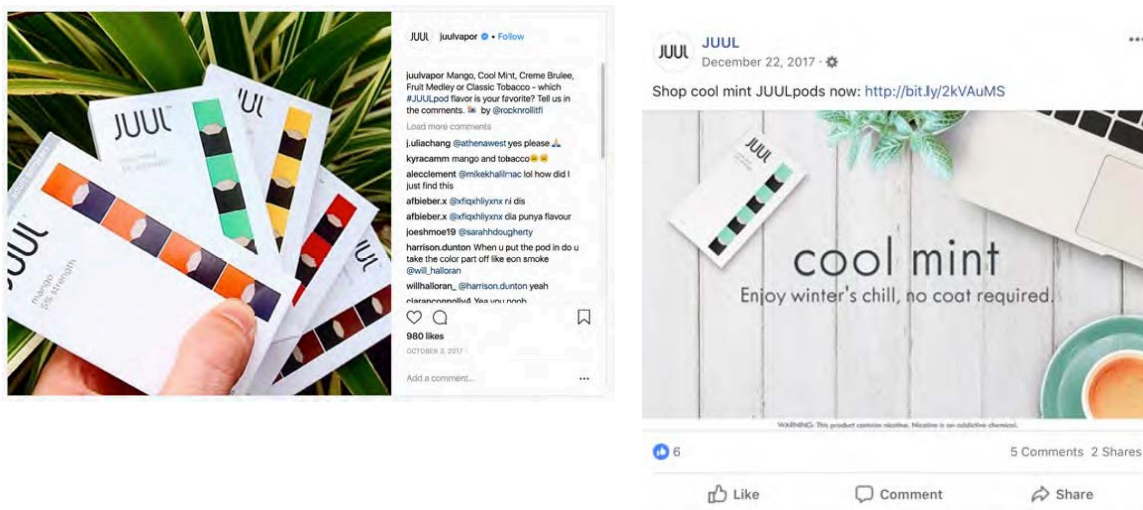 JUUL
JUUL
JUUL
mango
5% strength
JUUL juulvapor • Follow
juulvapor Mango, Cool Mint, Creme Brulee,
Fruit Medley or Classic Tobacco - which
#JUULpod flavor is your favorite? Tell us in
the comments. by @rocknrollitfl
Load more comments
j.uliachang @athenawest yes please
kyracamm mango and tobacco
alecclement @mikekhalilnac lol how did I
just find this
afbieber.x @xfiqxhliyxnx ni dis
afbieber.x @xfiqxhliyxnx dia punya flavour
joeshmoe19 @sarahhdougherty
harrison.dunton When u put the pod in do u
take the color part off like eon smoke
@will_halloran
willhalloran_ @harrison.dunton yeah
980 likes
OCTOBER 3, 2017
Add a comment...
JUUL JUUL
December 22, 2017
Shop cool mint JUULpods now: http://bit.ly/2kVAuMS
JUUL
cool mint
Enjoy winter's chill, no coat required.
WARNING: This product contains nicotine. Nicotine is an addictive chemical.
6
5 Comments 2 Shares
Like Comment Share